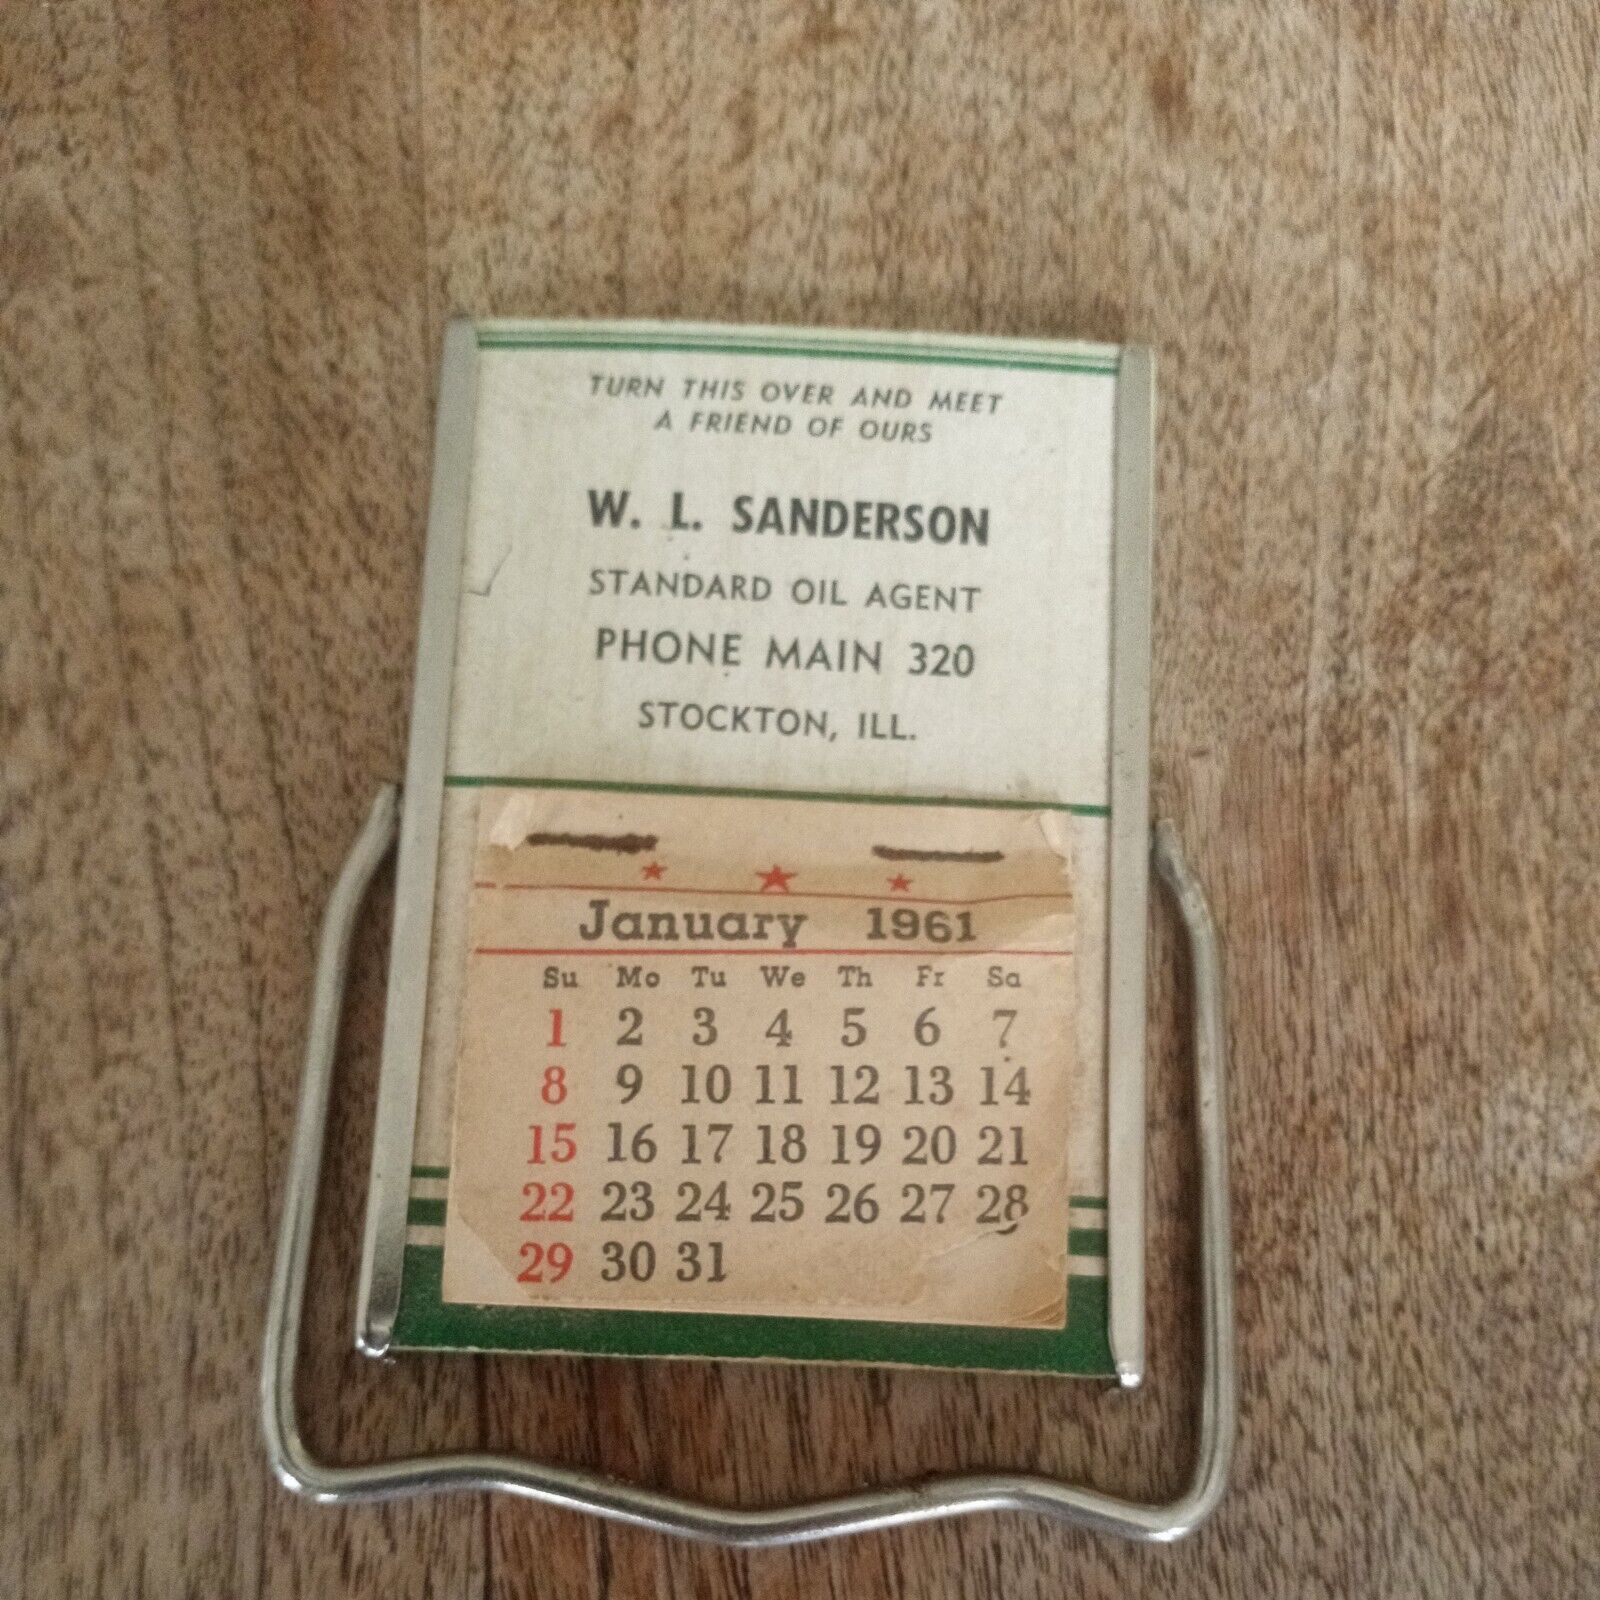 TURN THIS OVER AND MEET
A FRIEND OF OURS
W. L. SANDERSON
STANDARD OIL AGENT
PHONE MAIN 320
STOCKTON, ILL.
January 1961
Su Mo Tu We Th Fr Sa
1 2 3 4 5 6 7
8 9 10 11 12 13 14
15 16 17 18 19 20 21
22 23 24 25 26 27 28
29 30 31